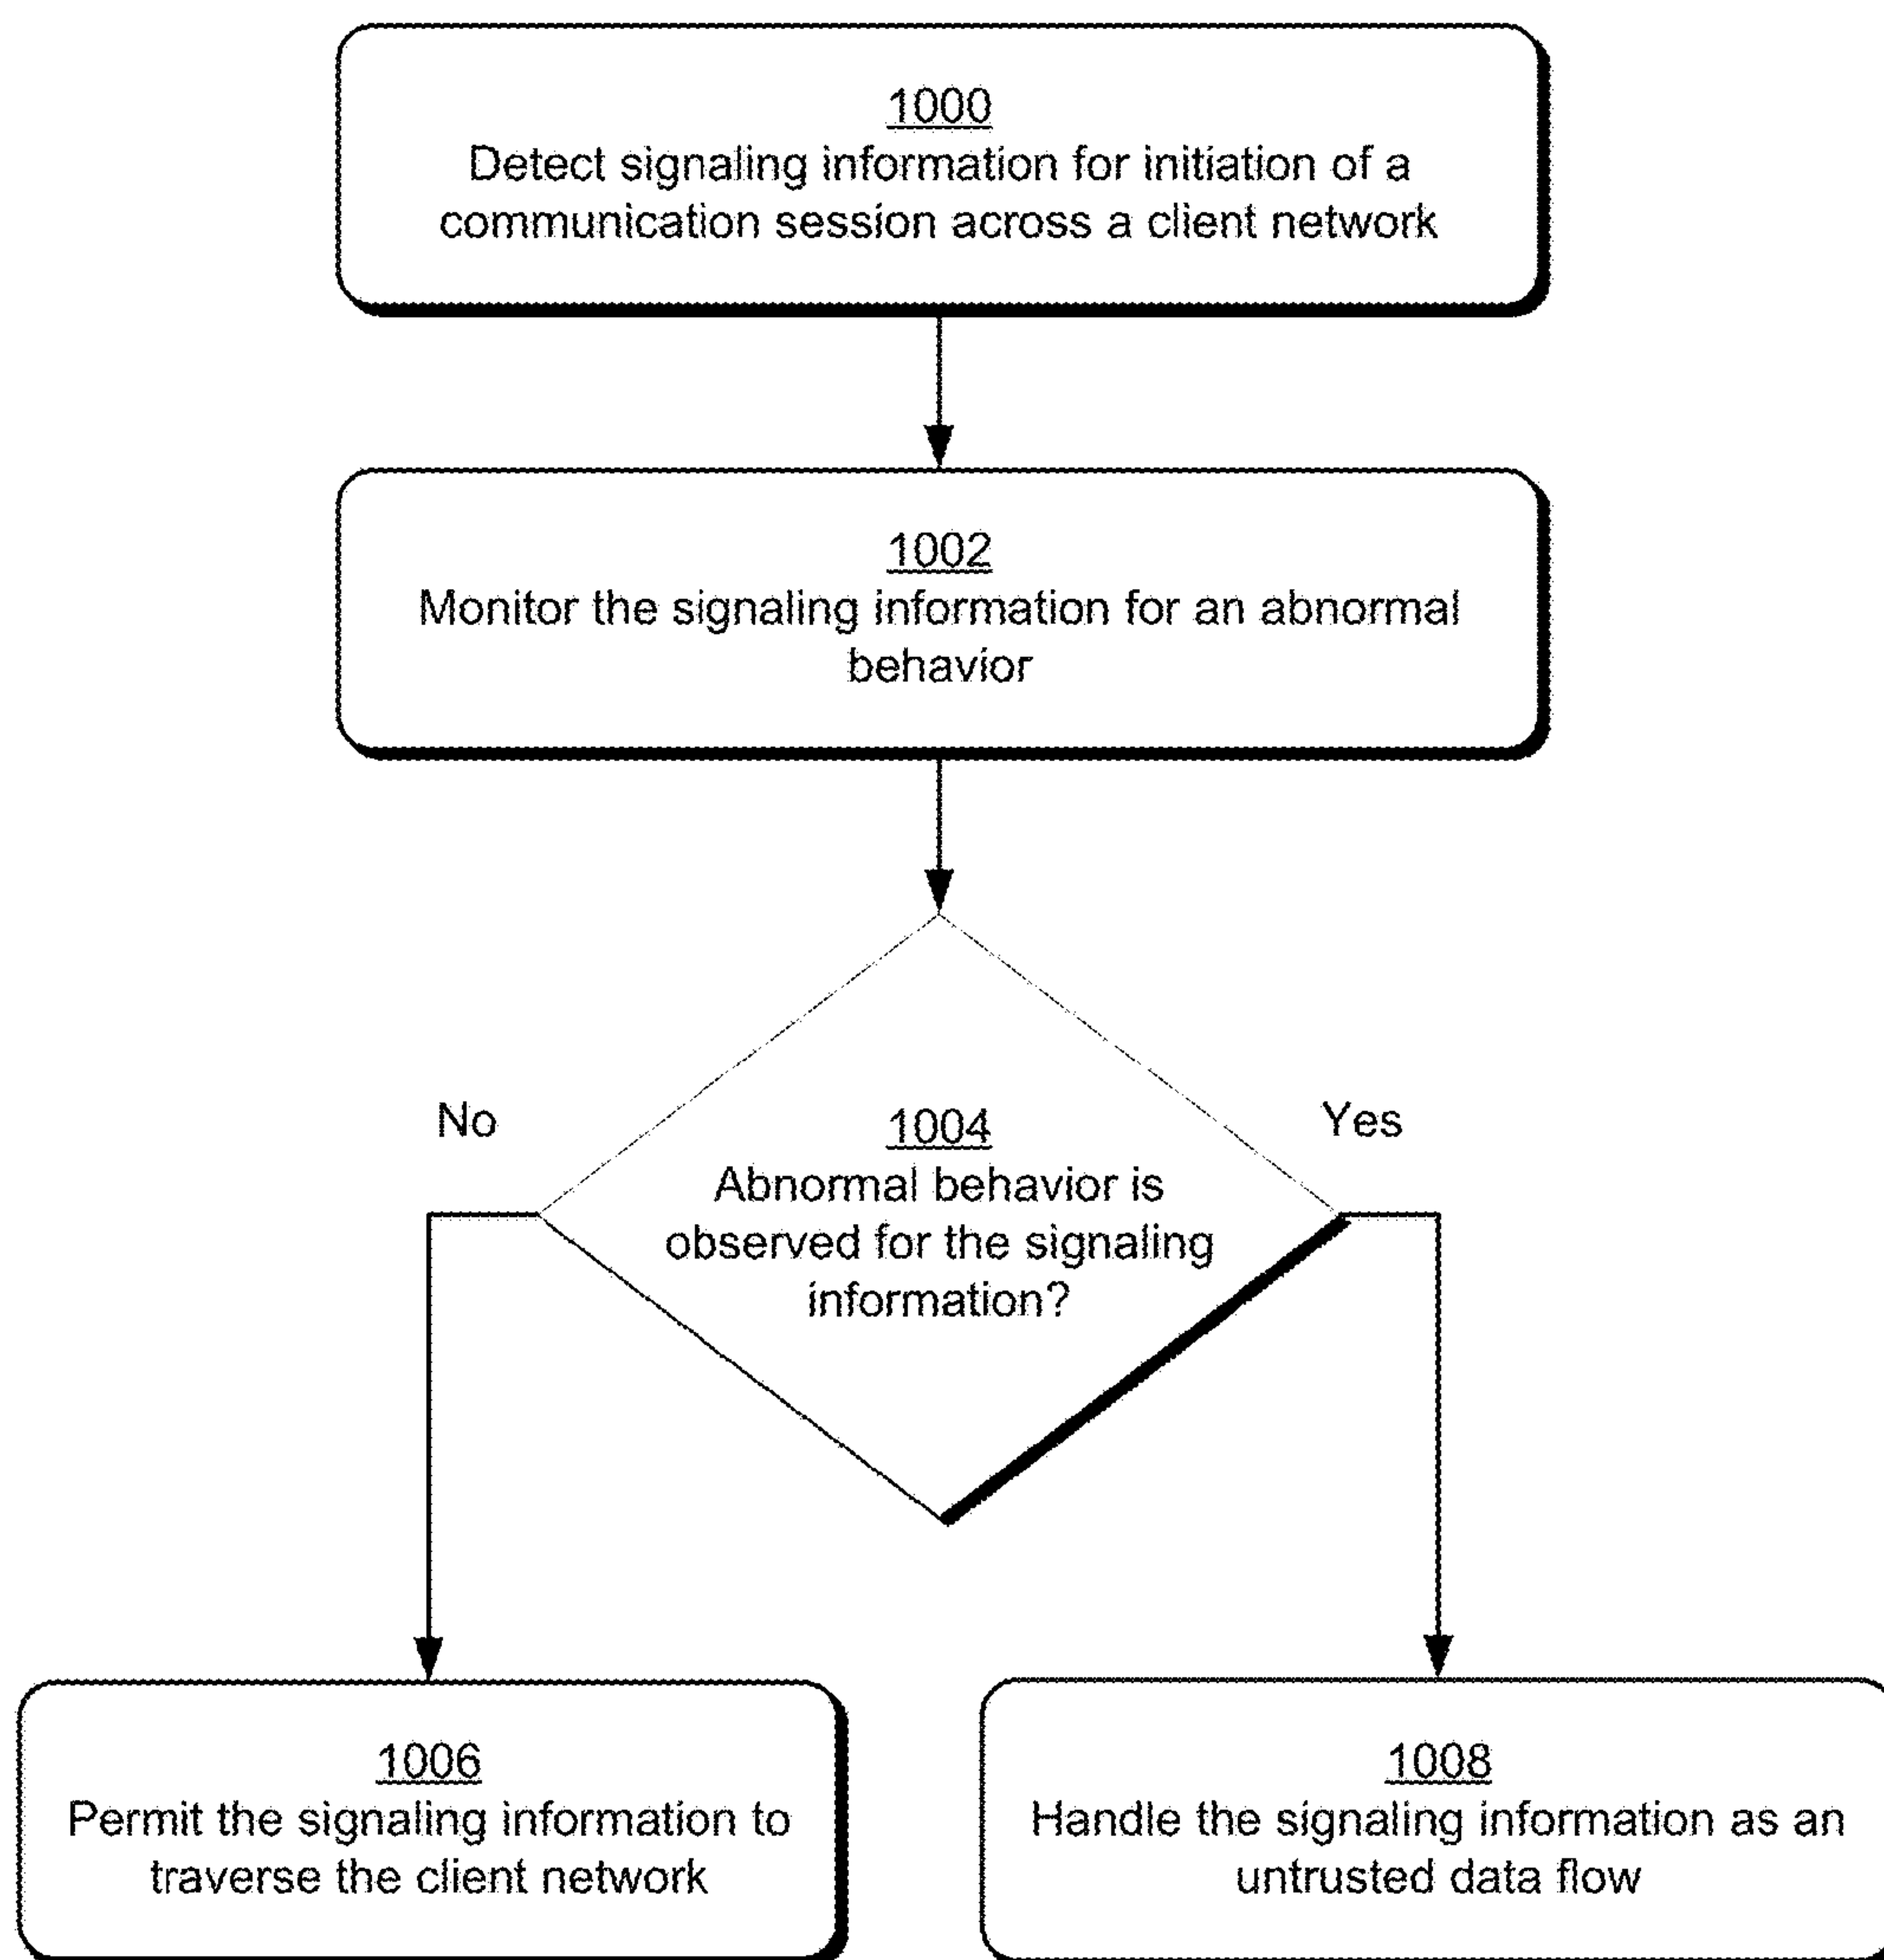 1000
Detect signaling information for initiation of a
communication session across a client network
1002
Monitor the signaling information for an abnormal
behavior
No
Yes
1004
Abnormal behavior is
observed for the signaling
information?
1006
Permit the signaling information to
traverse the client network
1008
Handle the signaling information as an
untrusted data flow